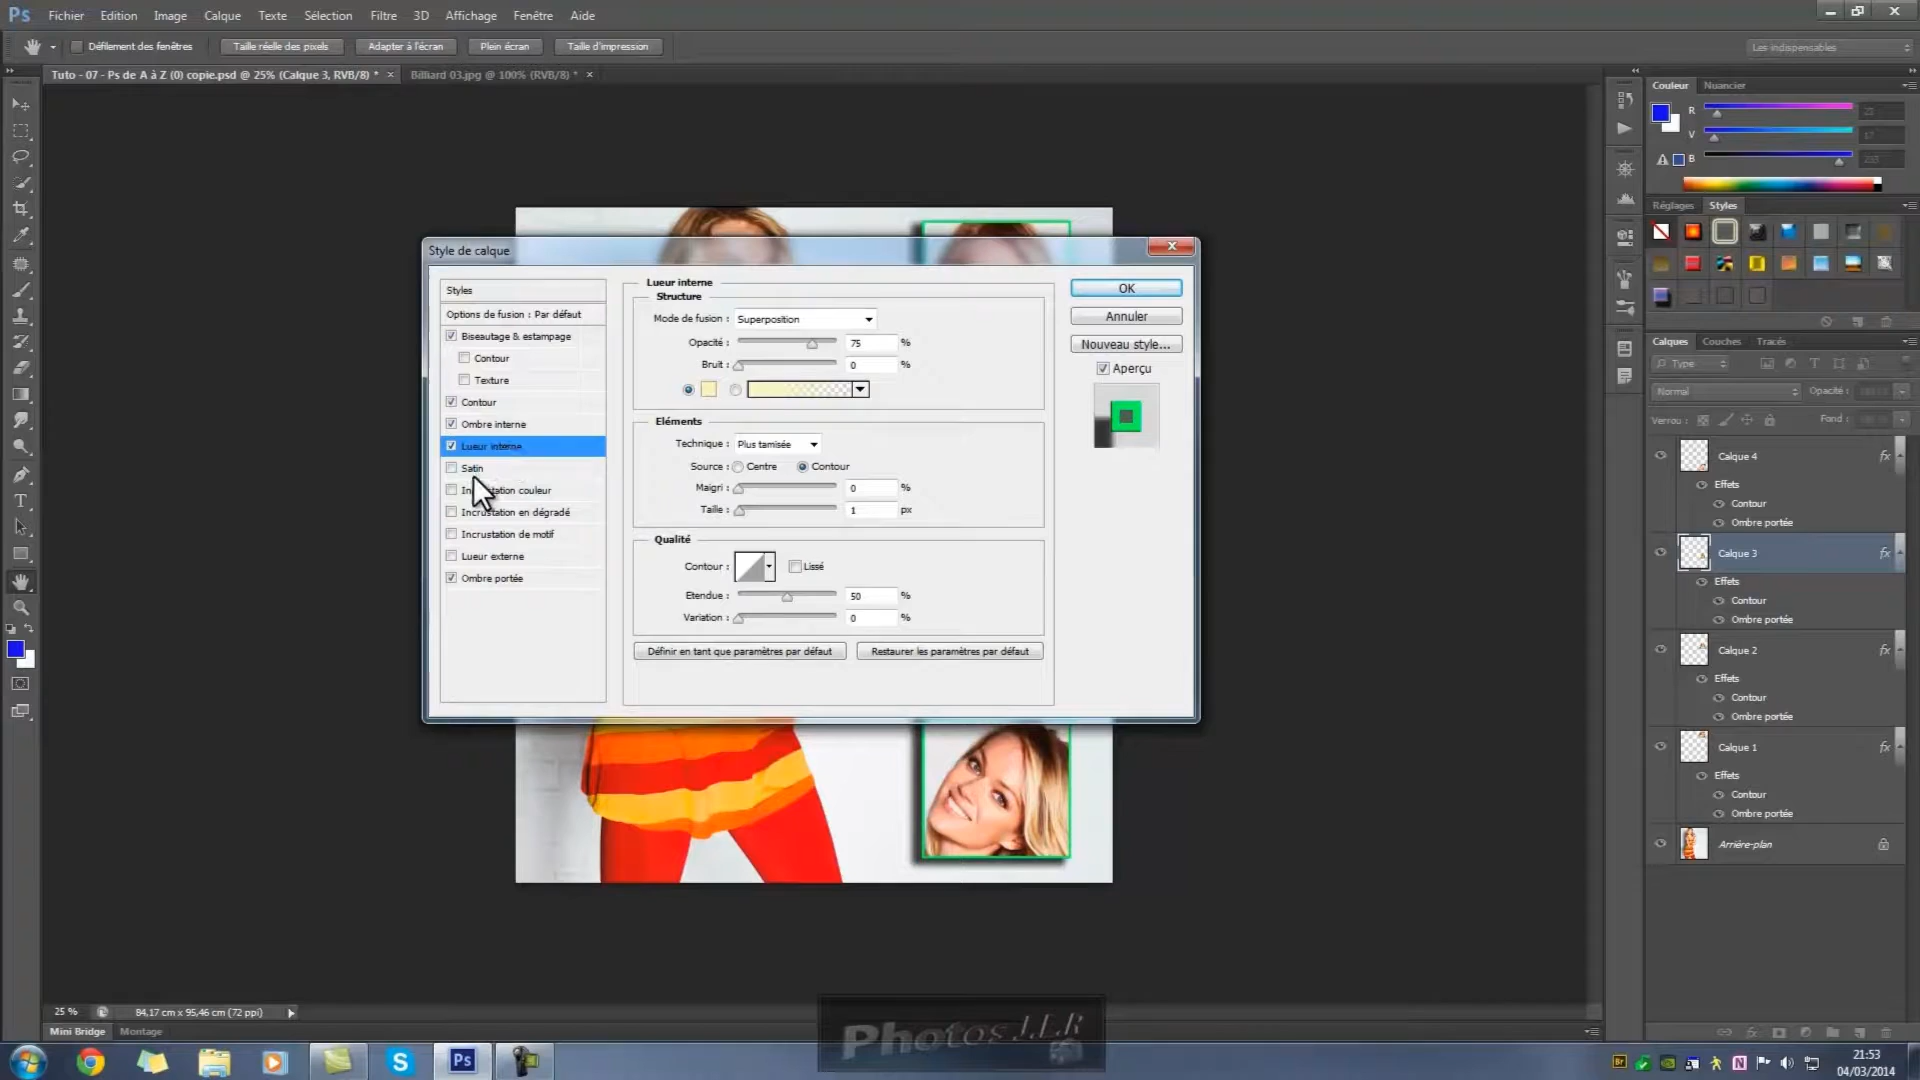 Ps Fichier Edition Image Calque Texte Sélection Filtre 3D Affichage Fenêtre Aide
Défilement des fenêtres Taille réelle des pixels Adapter à l'écran Plein écran Taille d'impression Les indispensables
Tuto - 07 - Ps de A à Z (0) copie.psd @ 25% (Calque 3, RVB/8) * × Billiard 03.jpg @ 100% (RVB/8) * ×
Couleur Nuancier
R
V
B
Réglages Styles
Style de calque
Styles
Options de fusion : Par défaut
Biseautage & estampage
Contour
Texture
Contour
Ombre interne
Lueur interne
Satin
Incrustation couleur
Incrustation en dégradé
Incrustation de motif
Lueur externe
Ombre portée
Lueur interne
Structure
Mode de fusion : Superposition
Opacité : 75 %
Bruit : 0 %
Eléments
Technique : Plus tamisée
Source : Centre Contour
Maigri : 0 %
Taille : 1 px
Qualité
Contour : Lissé
Etendue : 50 %
Variation : 0 %
Définir en tant que paramètres par défaut Restaurer les paramètres par défaut
OK
Annuler
Nouveau style...
Aperçu
Calques Couches Tracés
Type
Normal Opacité :
Verrou : Fond :
Calque 4 fx
Effets
Contour
Ombre portée
Calque 3 fx
Effets
Contour
Ombre portée
Calque 2 fx
Effets
Contour
Ombre portée
Calque 1 fx
Effets
Contour
Ombre portée
Arrière-plan
25 % 84,17 cm x 95,46 cm (72 ppi)
Mini Bridge Montage
Photos J.L.R
21:53
04/03/2014